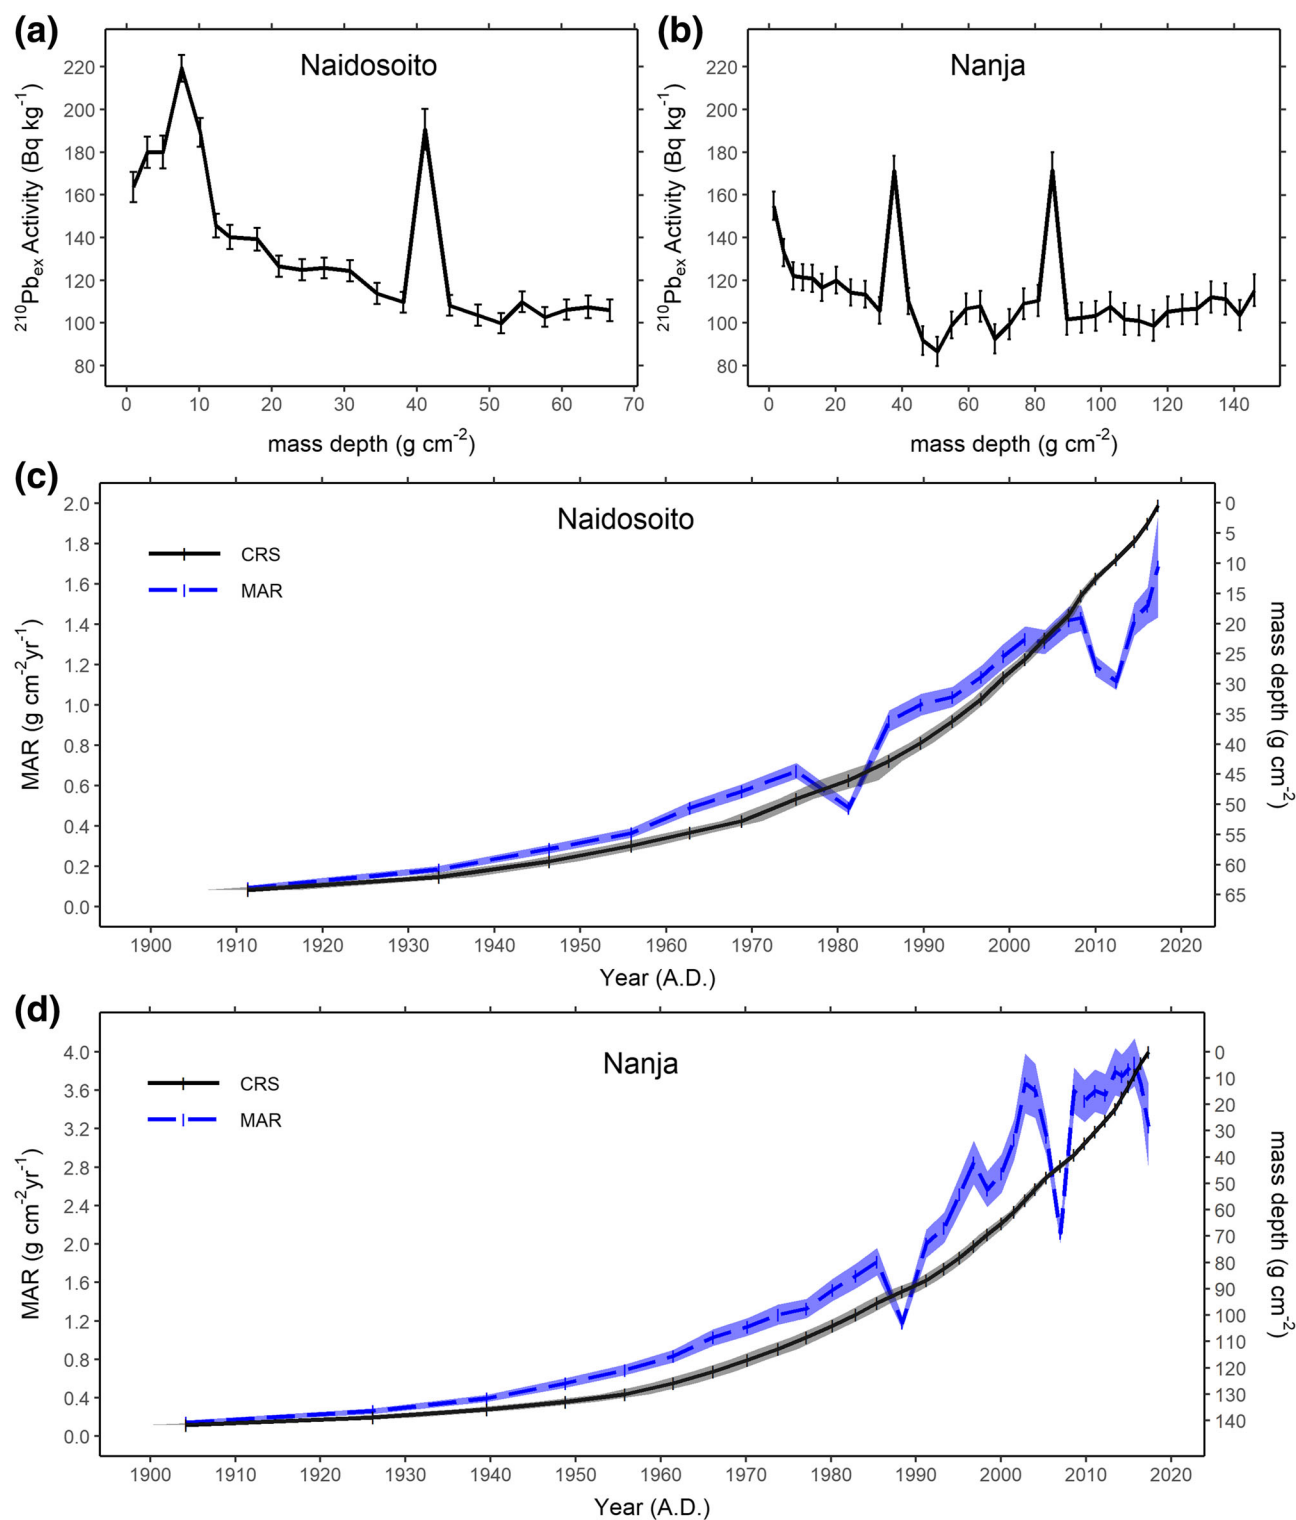 (a)
Naidosoito
²¹⁰Pbₑₓ Activity (Bq kg⁻¹)
220
200
180
160
140
120
100
80
0 10 20 30 40 50 60 70
mass depth (g cm⁻²)
(b)
Nanja
²¹⁰Pbₑₓ Activity (Bq kg⁻¹)
220
200
180
160
140
120
100
80
0 20 40 60 80 100 120 140
mass depth (g cm⁻²)
(c)
Naidosoito
CRS
MAR
MAR (g cm⁻²yr⁻¹)
2.0
1.8
1.6
1.4
1.2
1.0
0.8
0.6
0.4
0.2
0.0
0
5
10
15
20
25
30
35
40
45
50
55
60
65
mass depth (g cm⁻²)
1900 1910 1920 1930 1940 1950 1960 1970 1980 1990 2000 2010 2020
Year (A.D.)
(d)
Nanja
CRS
MAR
MAR (g cm⁻²yr⁻¹)
4.0
3.6
3.2
2.8
2.4
2.0
1.6
1.2
0.8
0.4
0.0
0
10
20
30
40
50
60
70
80
90
100
110
120
130
140
mass depth (g cm⁻²)
1900 1910 1920 1930 1940 1950 1960 1970 1980 1990 2000 2010 2020
Year (A.D.)